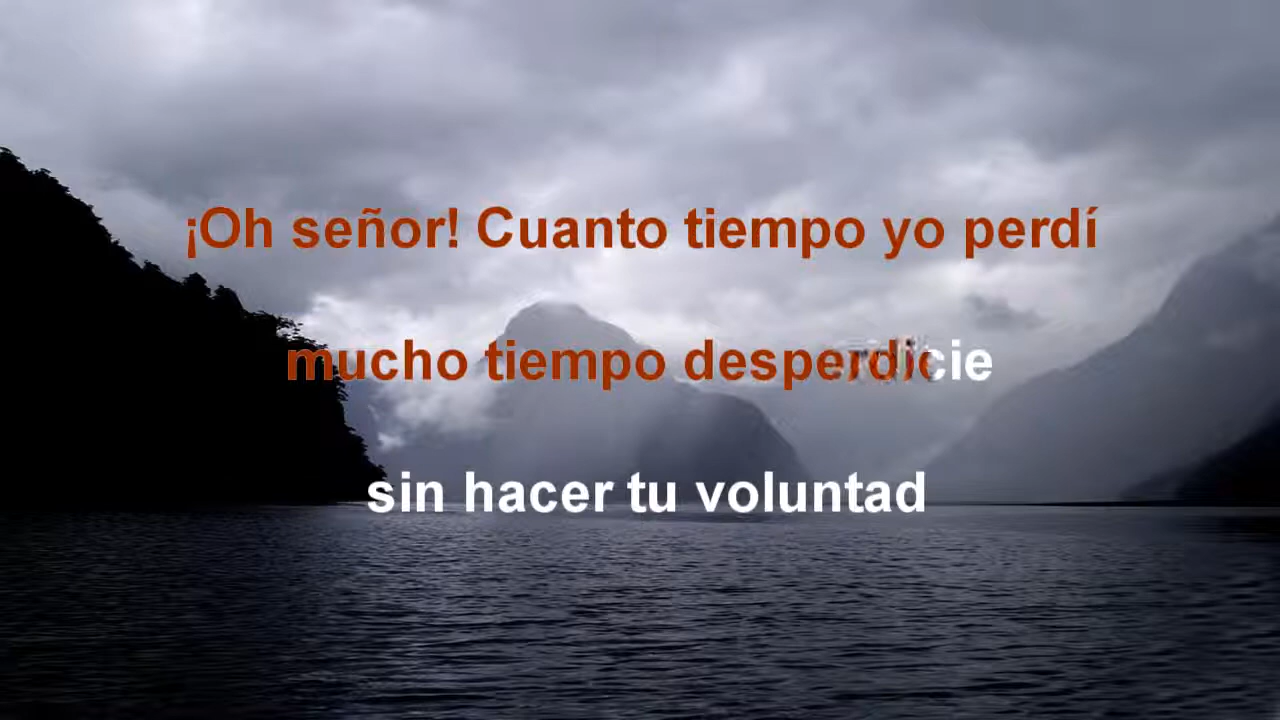 ¡Oh señor! Cuanto tiempo yo perdí
mucho tiempo desperdicie
sin hacer tu voluntad